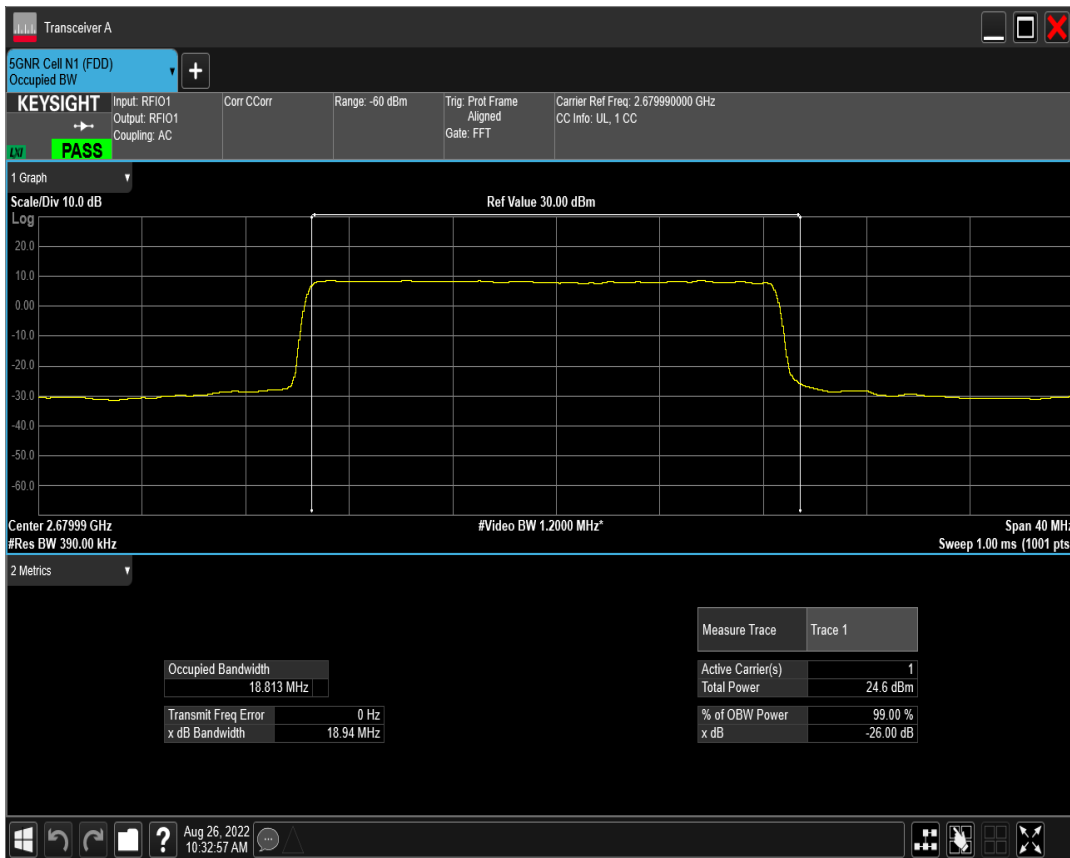 Transceiver A
5GNR Cell N1 (FDD)
Occupied BW
+
KEYSIGHT
LXI
PASS
Input: RFIO1
Output: RFIO1
Coupling: AC
Corr CCorr
Range: -60 dBm
Trig: Prot Frame
Aligned
Gate: FFT
Carrier Ref Freq: 2.679990000 GHz
CC Info: UL, 1 CC
1 Graph
Scale/Div 10.0 dB
Ref Value 30.00 dBm
Log
20.0
10.0
0.00
-10.0
-20.0
-30.0
-40.0
-50.0
-60.0
Center 2.67999 GHz
#Video BW 1.2000 MHz*
Span 40 MHz
#Res BW 390.00 kHz
Sweep 1.00 ms (1001 pts
2 Metrics
Measure Trace Trace 1
Occupied Bandwidth
18.813 MHz
Active Carrier(s) 1
Total Power 24.6 dBm
Transmit Freq Error 0 Hz
x dB Bandwidth 18.94 MHz
% of OBW Power 99.00 %
x dB -26.00 dB
?
Aug 26, 2022
10:32:57 AM